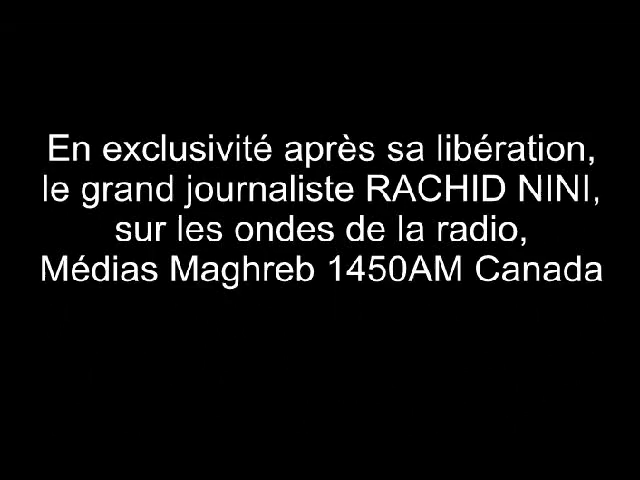 En exclusivité après sa libération,
le grand journaliste RACHID NINI,
sur les ondes de la radio,
Médias Maghreb 1450AM Canada